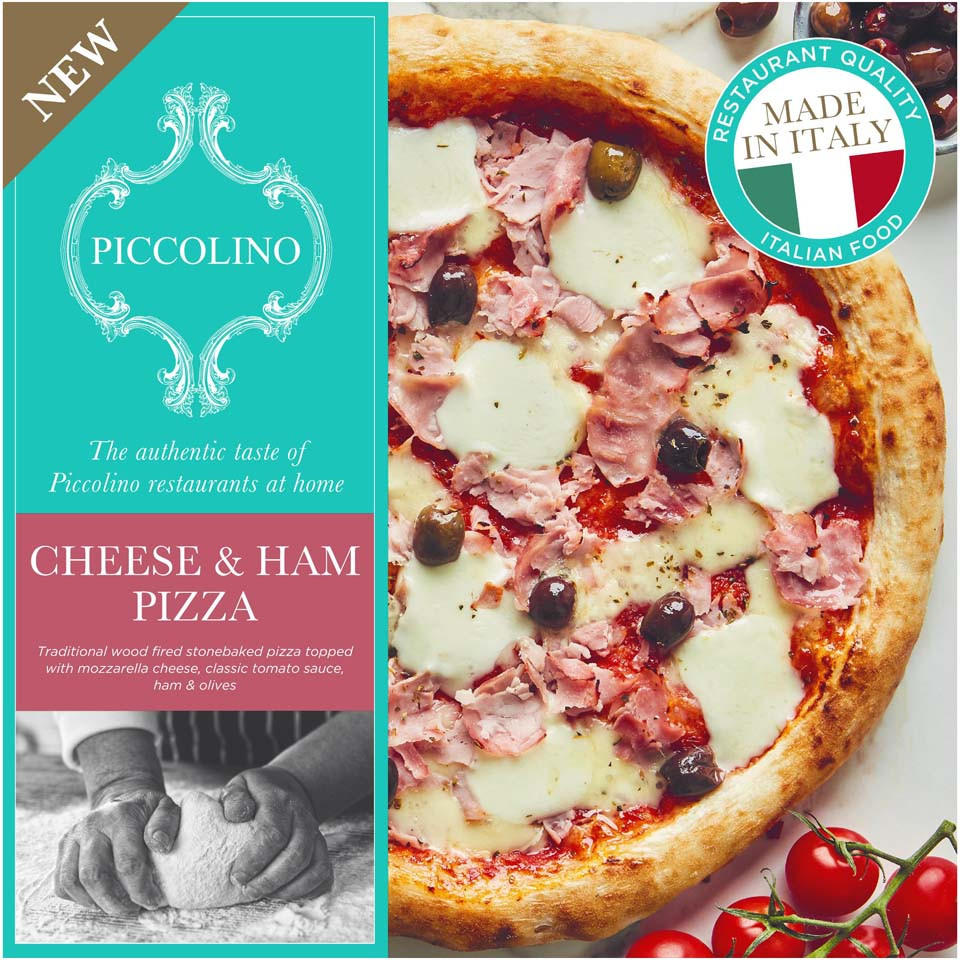 NEW
PICCOLINO
The authentic taste of
Piccolino restaurants at home
CHEESE & HAM
PIZZA
Traditional wood fired stonebaked pizza topped
with mozzarella cheese, classic tomato sauce,
ham & olives
RESTAURANT QUALITY
MADE
IN ITALY
ITALIAN FOOD